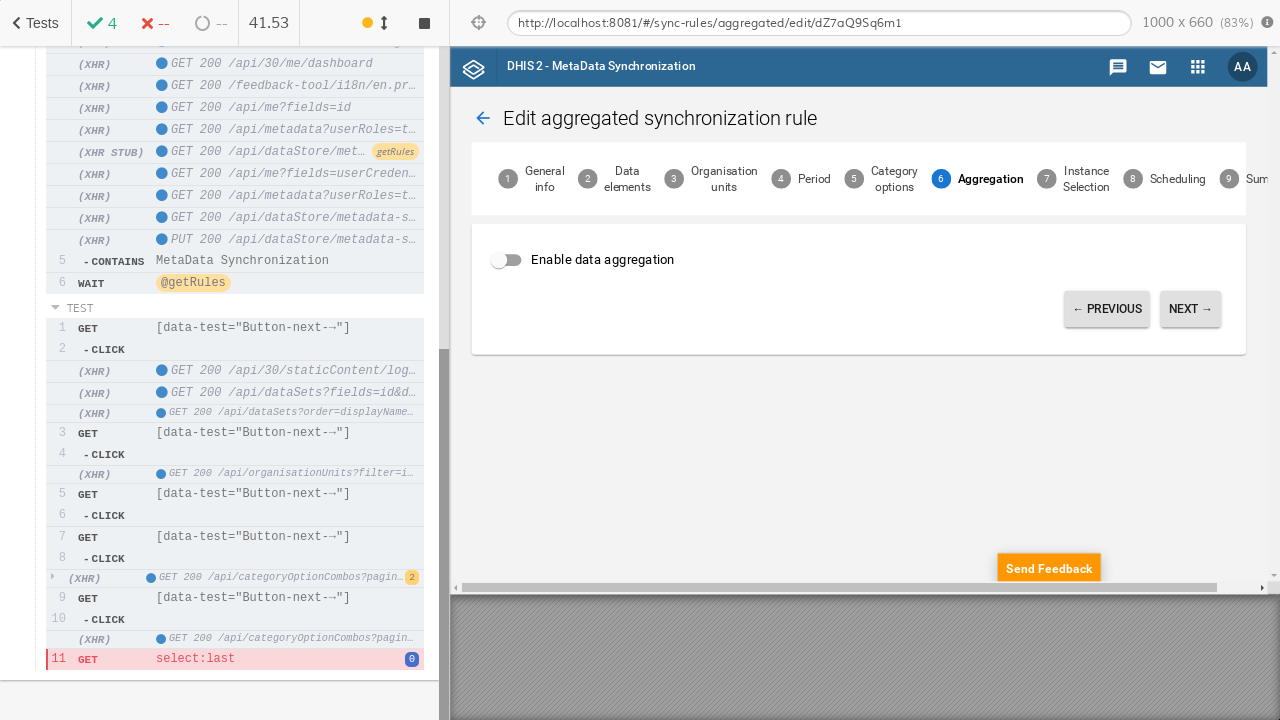 Tests
4
--
--
41.53
http://localhost:8081/#/sync-rules/aggregated/edit/dZ7aQ9Sq6m1
1000 x 660 (83%)
(XHR) GET 200 /api/30/me/dashboard
(XHR) GET 200 /feedback-tool/i18n/en.pr…
(XHR) GET 200 /api/me?fields=id
(XHR) GET 200 /api/metadata?userRoles=t…
(XHR STUB) GET 200 /api/dataStore/met… getRules
(XHR) GET 200 /api/me?fields=userCreden…
(XHR) GET 200 /api/metadata?userRoles=t…
(XHR) GET 200 /api/dataStore/metadata-s…
(XHR) PUT 200 /api/dataStore/metadata-s…
5 -CONTAINS MetaData Synchronization
6 WAIT @getRules
TEST
1 GET [data-test="Button-next-→"]
2 -CLICK
(XHR) GET 200 /api/30/staticContent/log…
(XHR) GET 200 /api/dataSets?fields=id&d…
(XHR) GET 200 /api/dataSets?order=displayName…
3 GET [data-test="Button-next-→"]
4 -CLICK
(XHR) GET 200 /api/organisationUnits?filter=i…
5 GET [data-test="Button-next-→"]
6 -CLICK
7 GET [data-test="Button-next-→"]
8 -CLICK
(XHR) GET 200 /api/categoryOptionCombos?pagin… 2
9 GET [data-test="Button-next-→"]
10 -CLICK
(XHR) GET 200 /api/categoryOptionCombos?pagin…
11 GET select:last 0
DHIS 2 - MetaData Synchronization
AA
Edit aggregated synchronization rule
1 General info
2 Data elements
3 Organisation units
4 Period
5 Category options
6 Aggregation
7 Instance Selection
8 Scheduling
9 Sum
Enable data aggregation
← PREVIOUS
NEXT →
Send Feedback